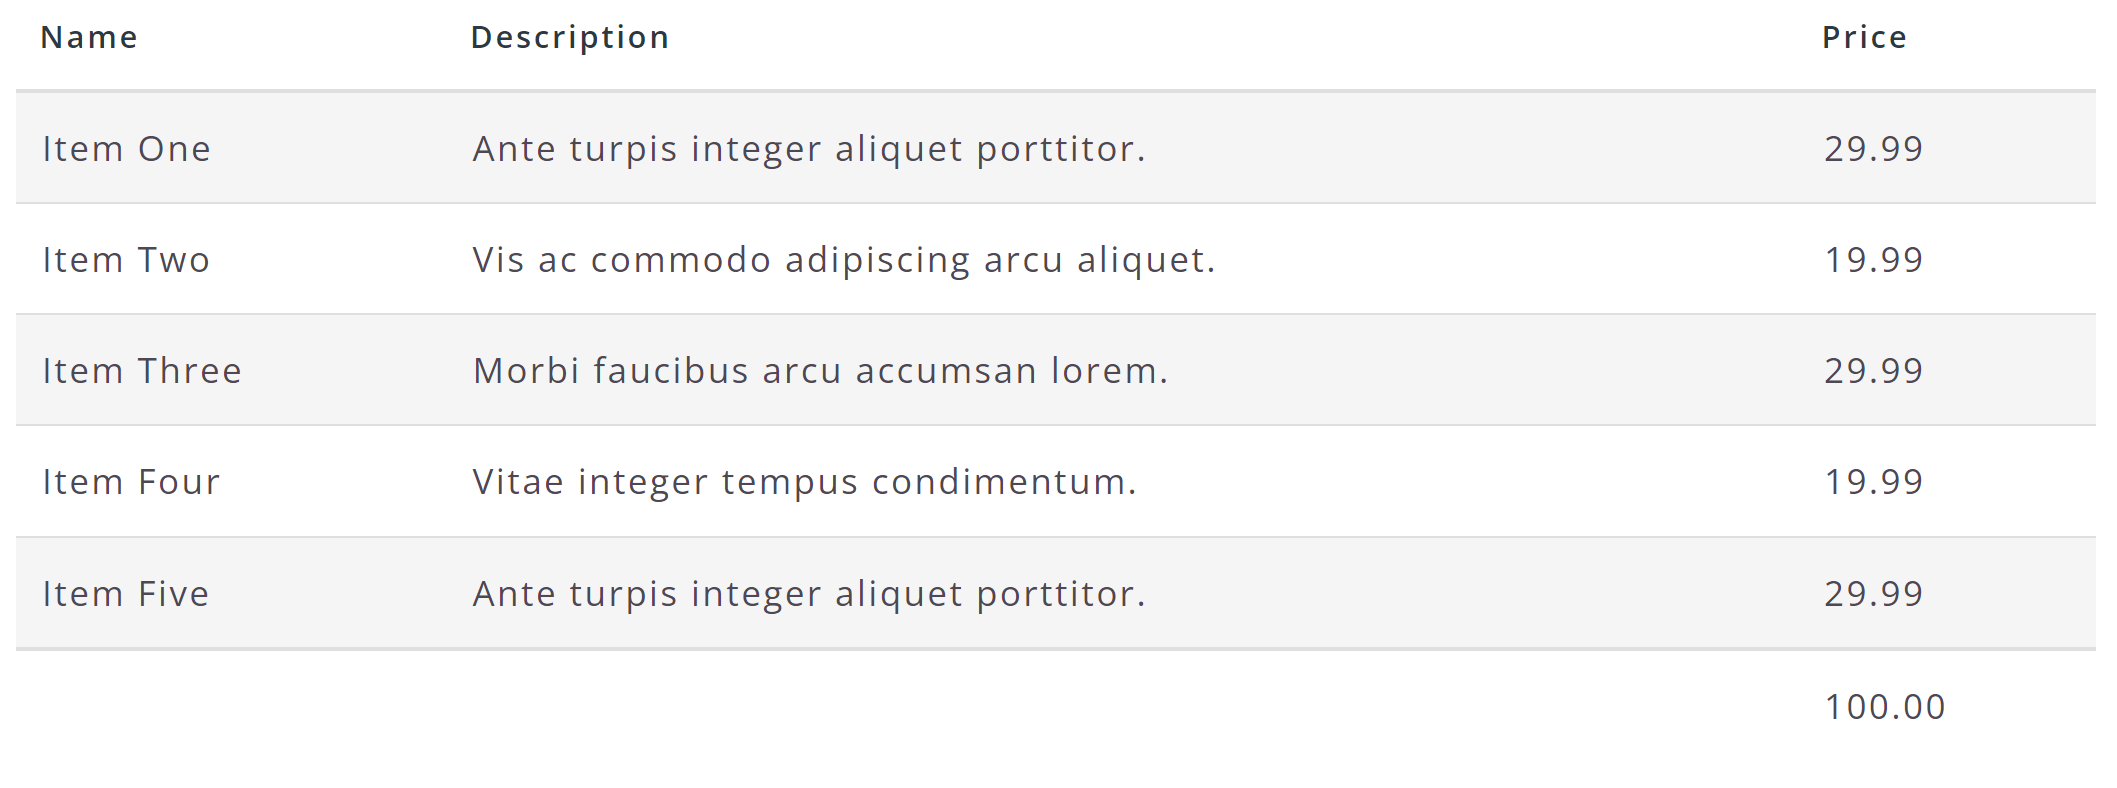 Name Description Price
Item One Ante turpis integer aliquet porttitor. 29.99
Item Two Vis ac commodo adipiscing arcu aliquet. 19.99
Item Three Morbi faucibus arcu accumsan lorem. 29.99
Item Four Vitae integer tempus condimentum. 19.99
Item Five Ante turpis integer aliquet porttitor. 29.99
100.00